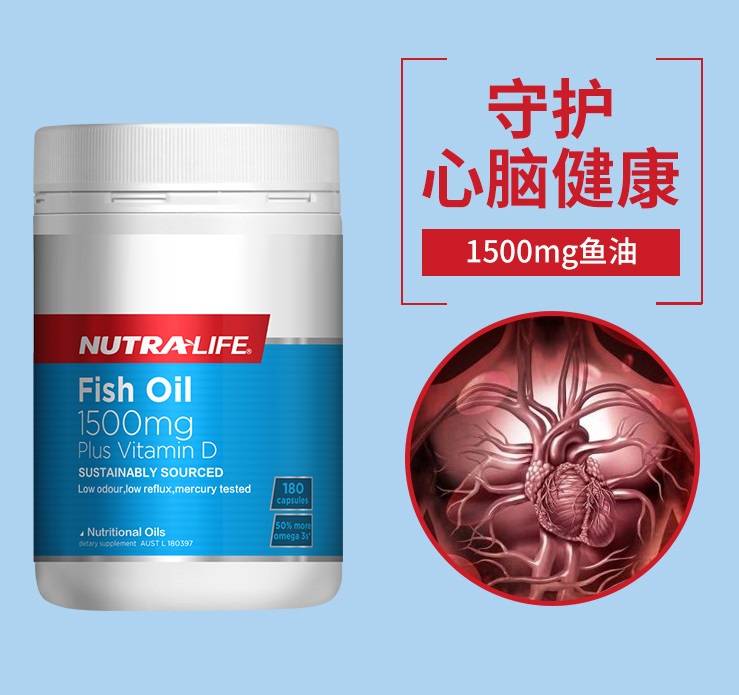 守护
心脑健康
1500mg鱼油
NUTRA-LIFE®
Fish Oil
1500mg
Plus Vitamin D
SUSTAINABLY SOURCED
Low odour,low reflux,mercury tested
180
capsules
50% more
omega 3s*
Nutritional Oils
dietary supplement AUST L 180397